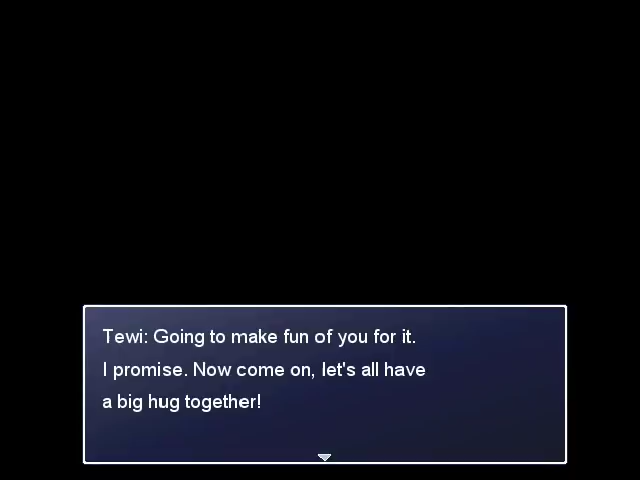 Tewi: Going to make fun of you for it.
I promise. Now come on, let's all have
a big hug together!